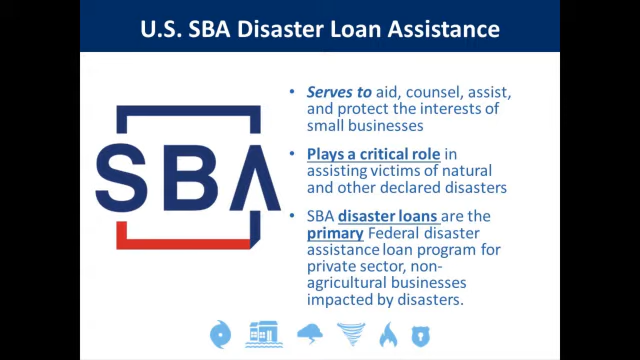 U.S. SBA Disaster Loan Assistance
SBA
• Serves to aid, counsel, assist,
and protect the interests of
small businesses
• Plays a critical role in
assisting victims of natural
and other declared disasters
• SBA disaster loans are the
primary Federal disaster
assistance loan program for
private sector, non-
agricultural businesses
impacted by disasters.